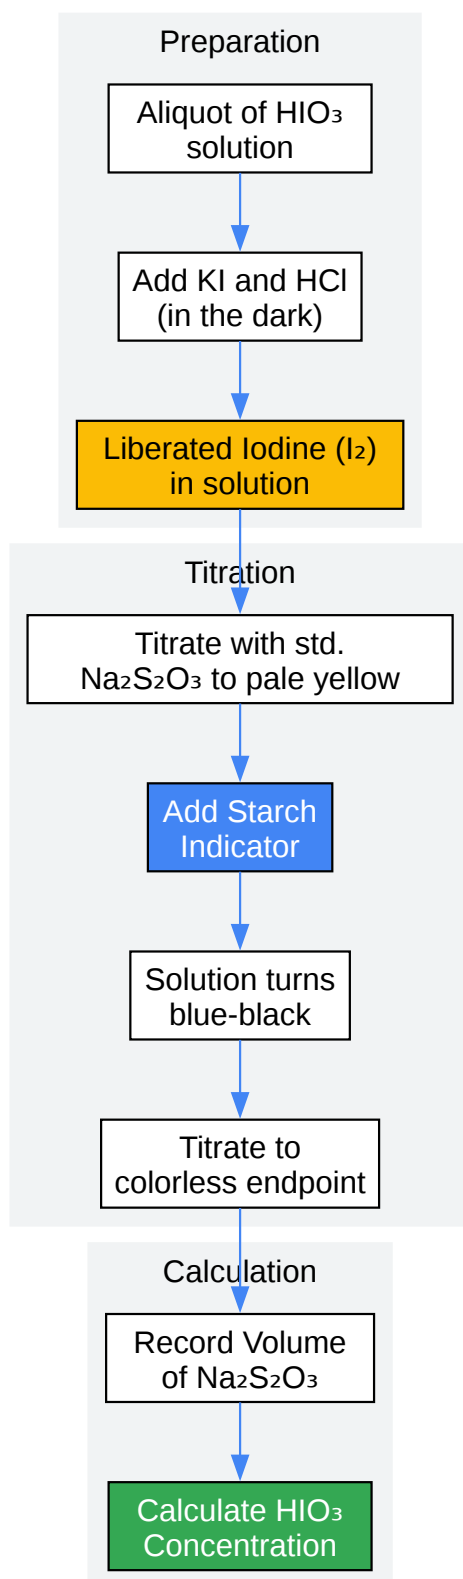 Preparation
Aliquot of HIO₃
solution
Add KI and HCl
(in the dark)
Liberated Iodine (I₂)
in solution
Titration
Titrate with std.
Na₂S₂O₃ to pale yellow
Add Starch
Indicator
Solution turns
blue-black
Titrate to
colorless endpoint
Calculation
Record Volume
of Na₂S₂O₃
Calculate HIO₃
Concentration